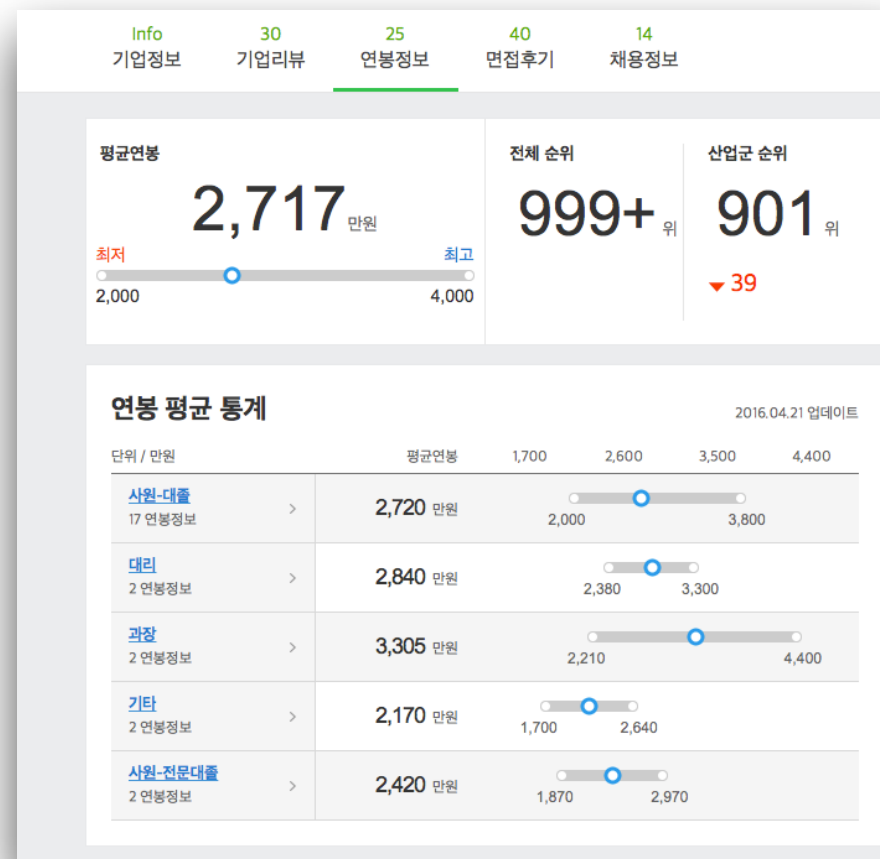 Info 30 25 40 14
기업정보 기업리뷰 연봉정보 면접후기 채용정보
평균연봉 전체 순위 산업군 순위
2,717 만원 999+ 위 901 위
최저 최고
39
2,000 4,000
연봉 평균 통계
2016.04.21 업데이트
단위 / 만원 평균연봉 1,700 2,600 3,500 4,400
사원-대졸
17 연봉정보
2,720 만원
2,000 3,800
대리
2 연봉정보
2,840 만원
2,380 3,300
과장
2 연봉정보
3,305 만원
2,210 4,400
기타
2 연봉정보
2,170 만원
1,700 2,640
사원-전문대졸
2 연봉정보
2,420 만원
1,870 2,970